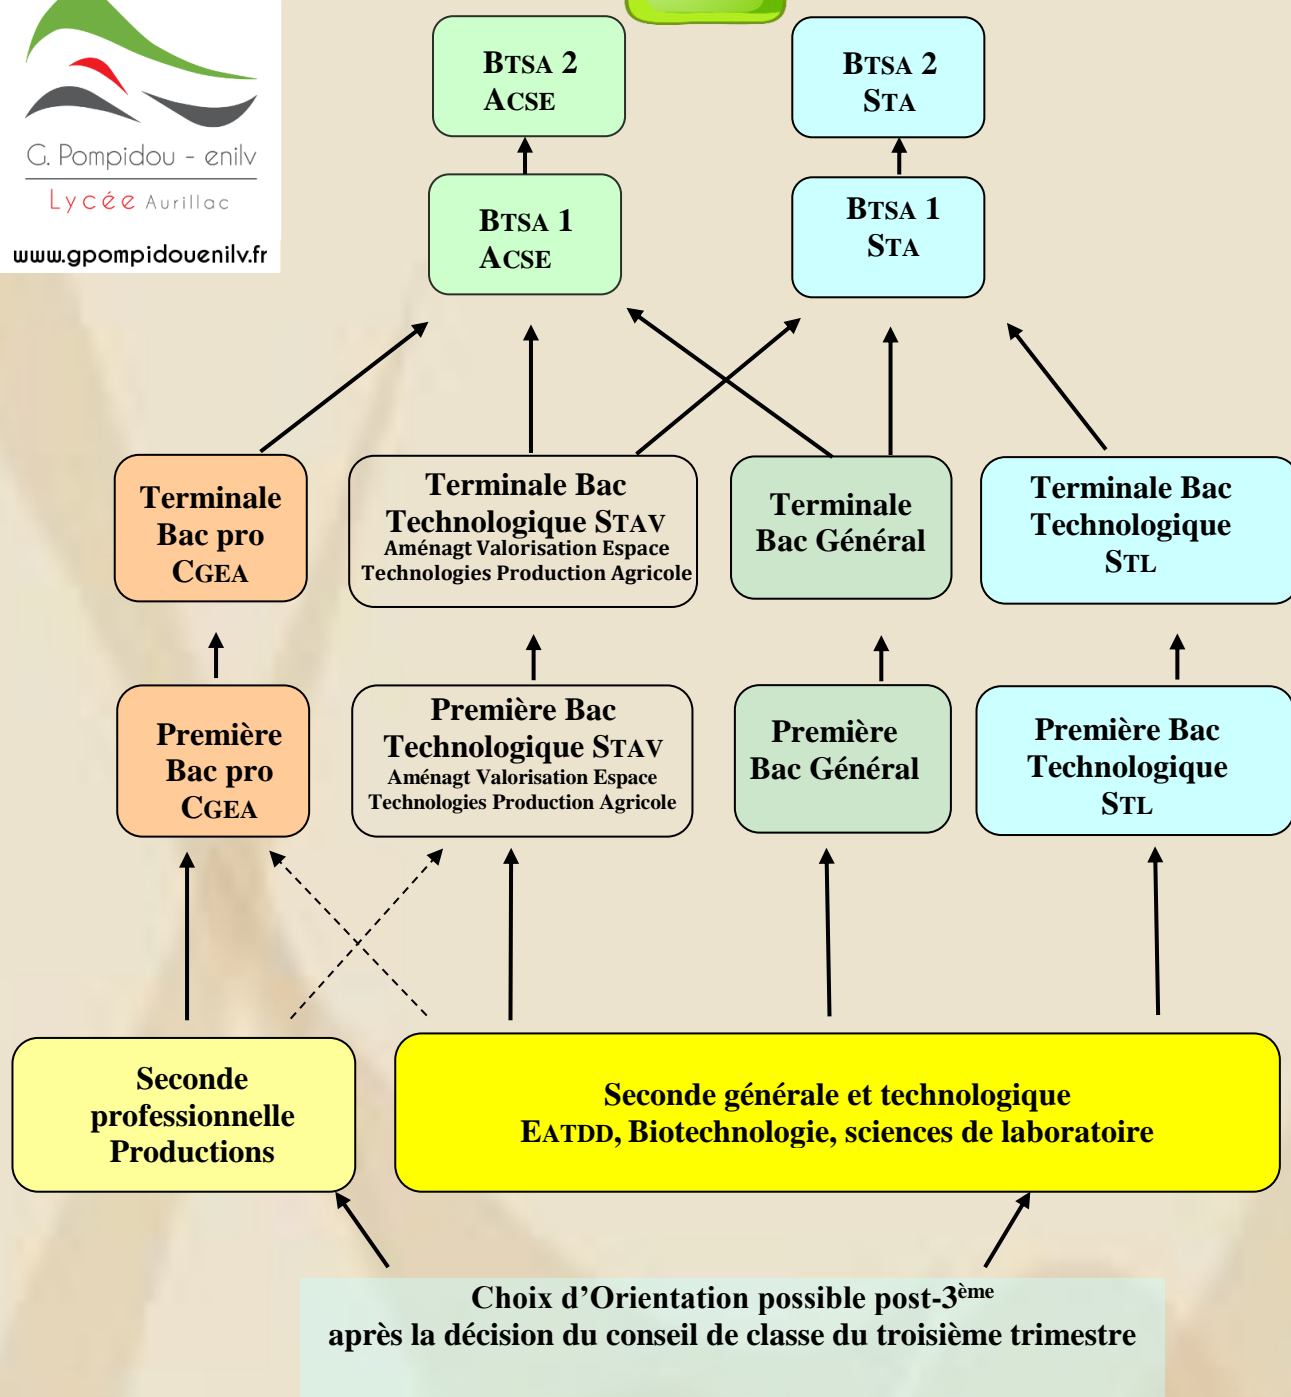 G. Pompidou - enilv
Lycée Aurillac
www.gpompidouenilv.fr
BTSA 2
ACSE
BTSA 2
STA
BTSA 1
ACSE
BTSA 1
STA
Terminale
Bac pro
CGEA
Terminale Bac
Technologique STAV
Aménagt Valorisation Espace
Technologies Production Agricole
Terminale
Bac Général
Terminale Bac
Technologique
STL
Première
Bac pro
CGEA
Première Bac
Technologique STAV
Aménagt Valorisation Espace
Technologies Production Agricole
Première
Bac Général
Première Bac
Technologique
STL
Seconde
professionnelle
Productions
Seconde générale et technologique
EATDD, Biotechnologie, sciences de laboratoire
Choix d’Orientation possible post-3ème
après la décision du conseil de classe du troisième trimestre